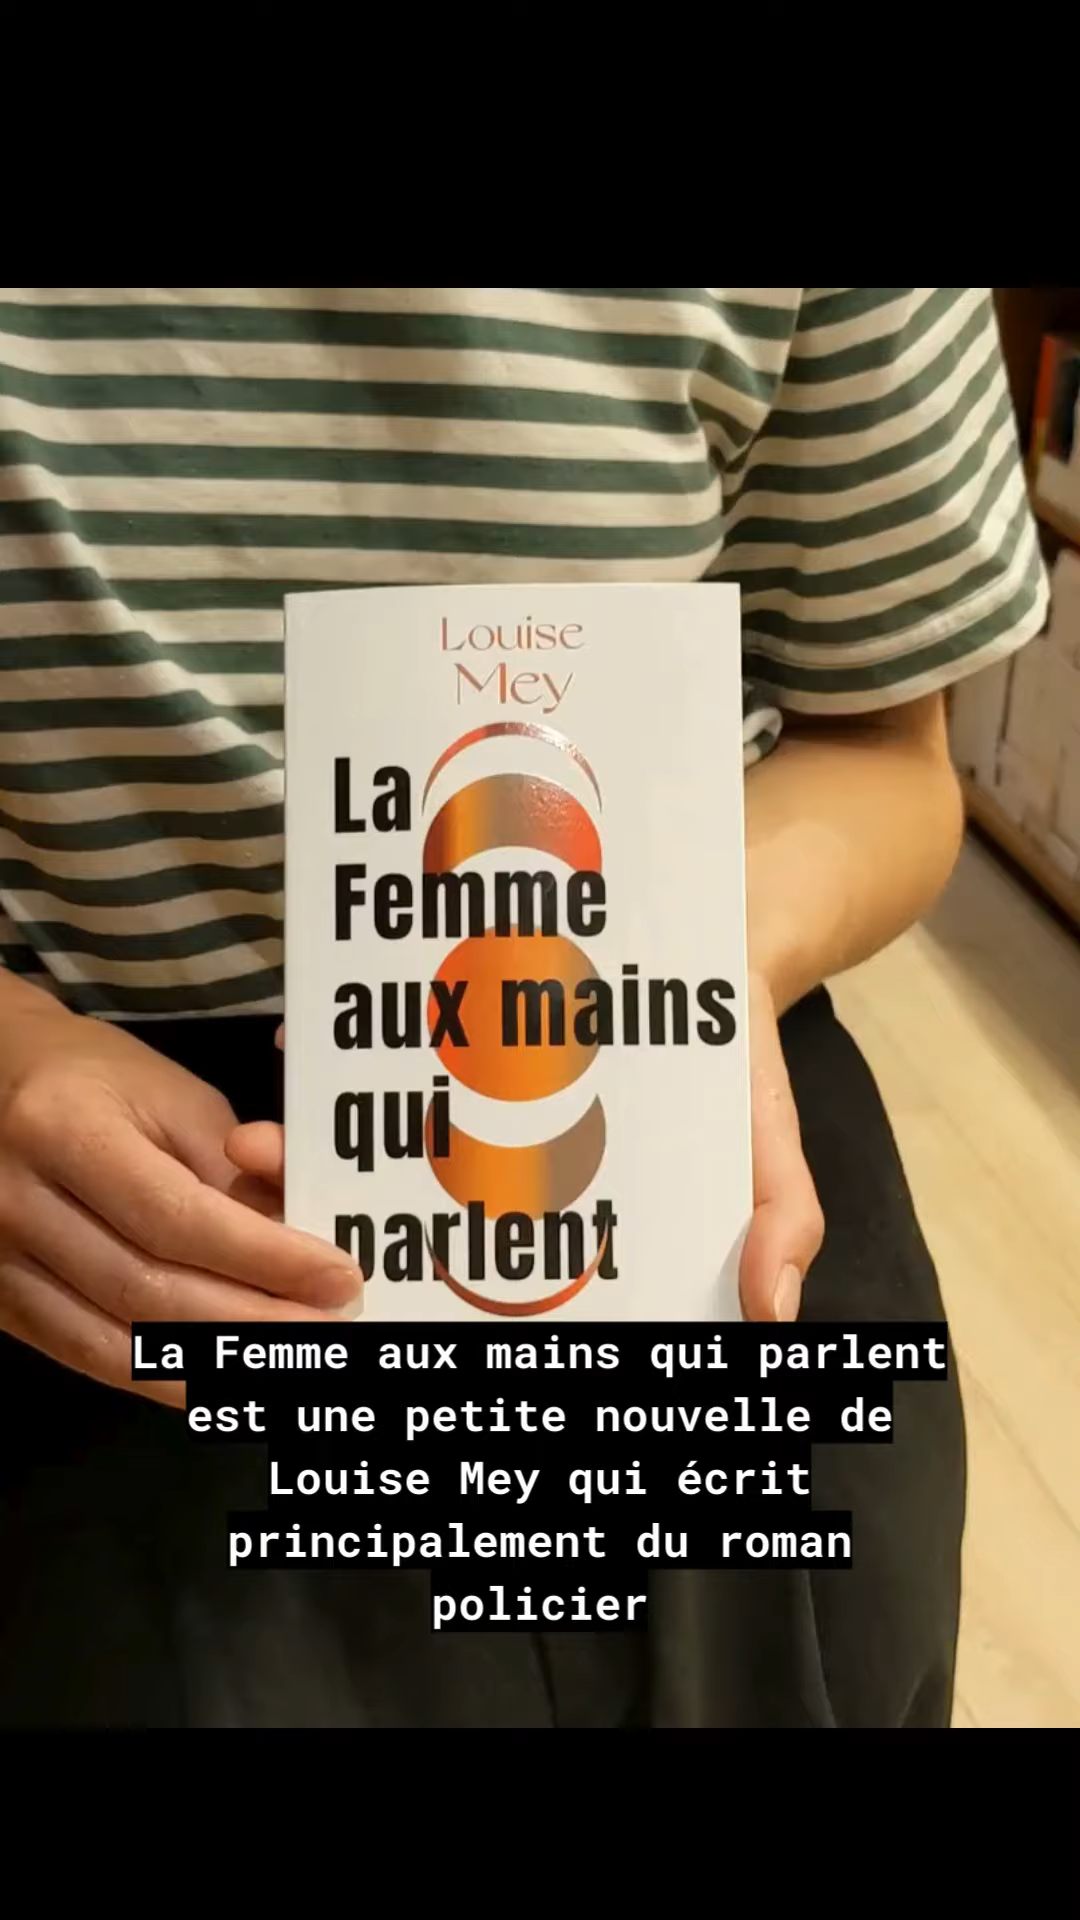 Louise
Mey
La
Femme
aux mains
qui
parlent
La Femme aux mains qui parlent
est une petite nouvelle de
Louise Mey qui écrit
principalement du roman
policier